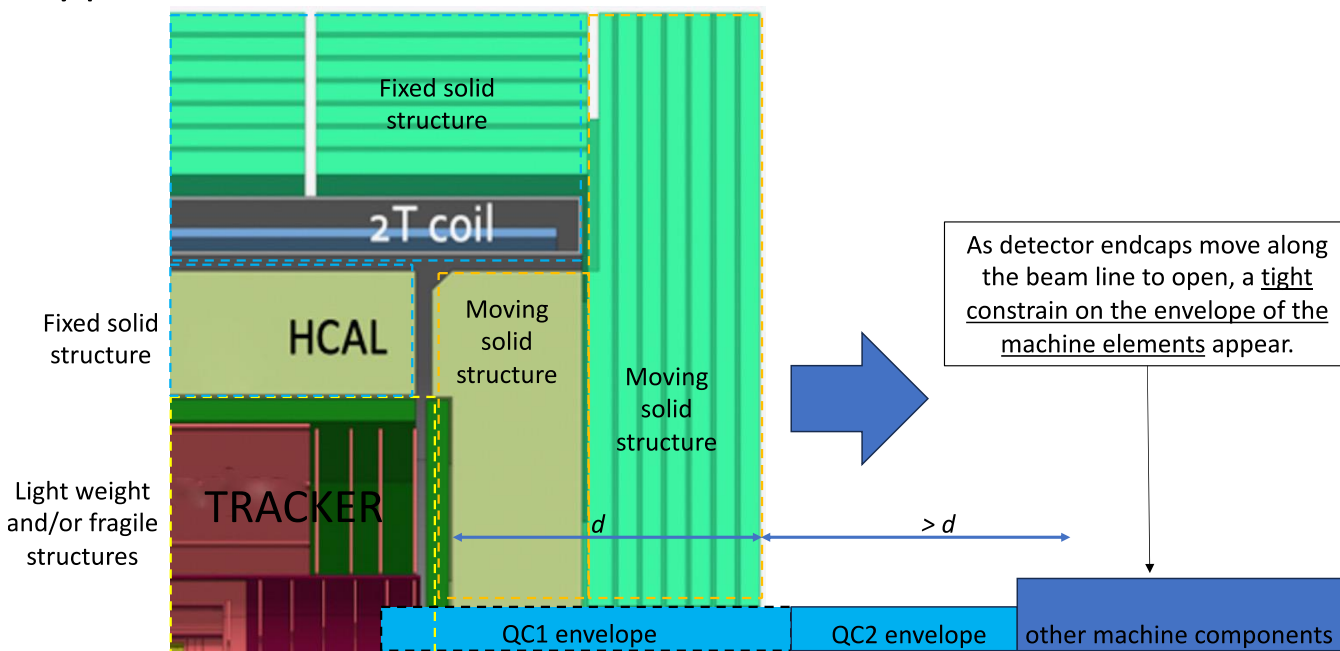 Fixed solid
structure
2T coil
Fixed solid
structure
HCAL
Moving
solid
structure
Moving
solid
structure
As detector endcaps move along
the beam line to open, a tight
constrain on the envelope of the
machine elements appear.
Light weight
and/or fragile
structures
TRACKER
d
> d
QC1 envelope
QC2 envelope
other machine components